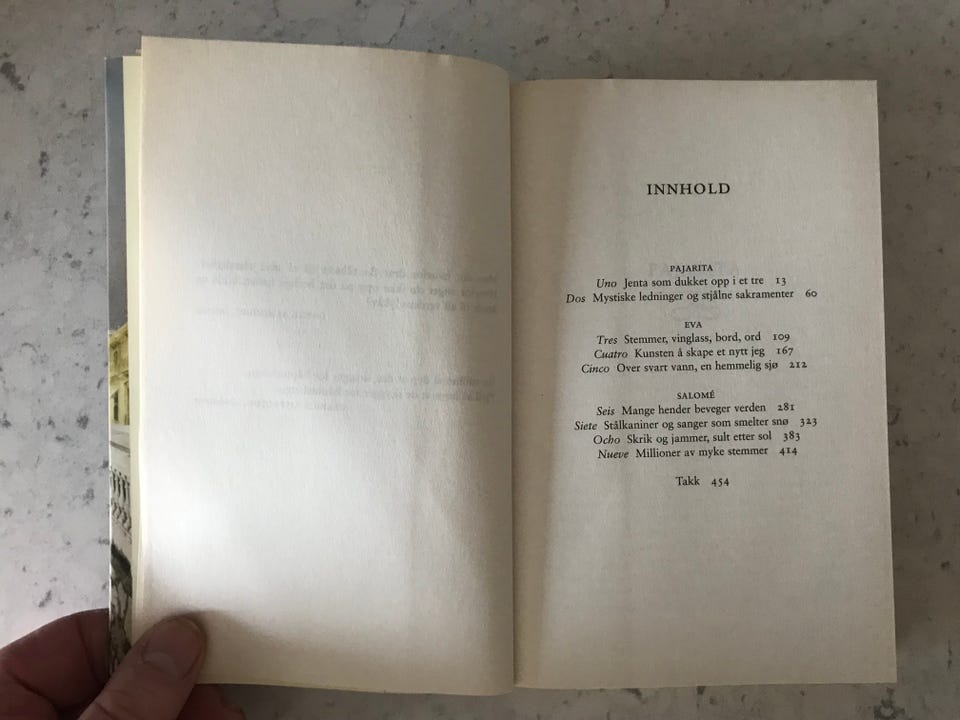 INNHOLD
PAJARITA
Uno Jenta som dukket opp i et tre 13
Dos Mystiske ledninger og stjålne sakramenter 60
EVA
Tres Stemmer, vinglass, bord, ord 109
Cuatro Kunsten å skape et nytt jeg 167
Cinco Over svart vann, en hemmelig sjø 212
SALOMÉ
Seis Mange hender beveger verden 281
Siete Stålkaniner og sanger som smelter snø 323
Ocho Skrik og jammer, sult etter sol 383
Nueve Millioner av myke stemmer 414
Takk 454